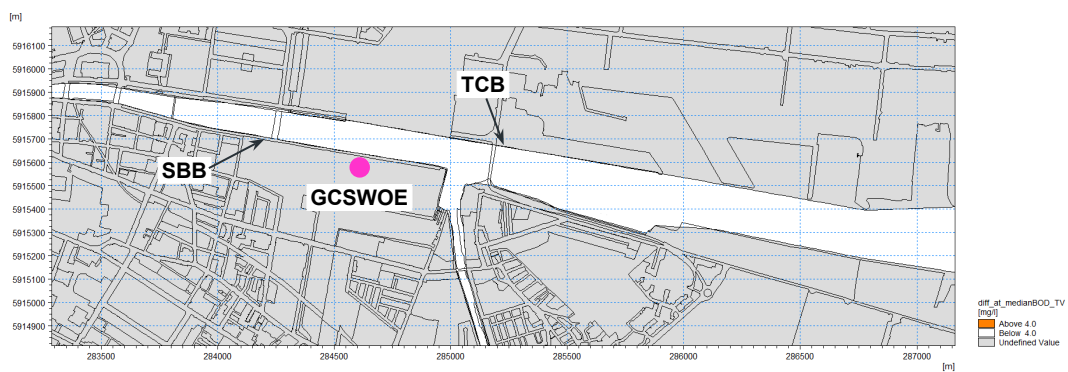 [m]
5916100
5916000
5915900
5915800
5915700
5915600
5915500
5915400
5915300
5915200
5915100
5915000
5914900
TCB
SBB
GCSWOE
283500 284000 284500 285000 285500 286000 286500 287000
[m]
diff_at_medianBOD_TV
[mg/l]
Above 4.0
Below 4.0
Undefined Value